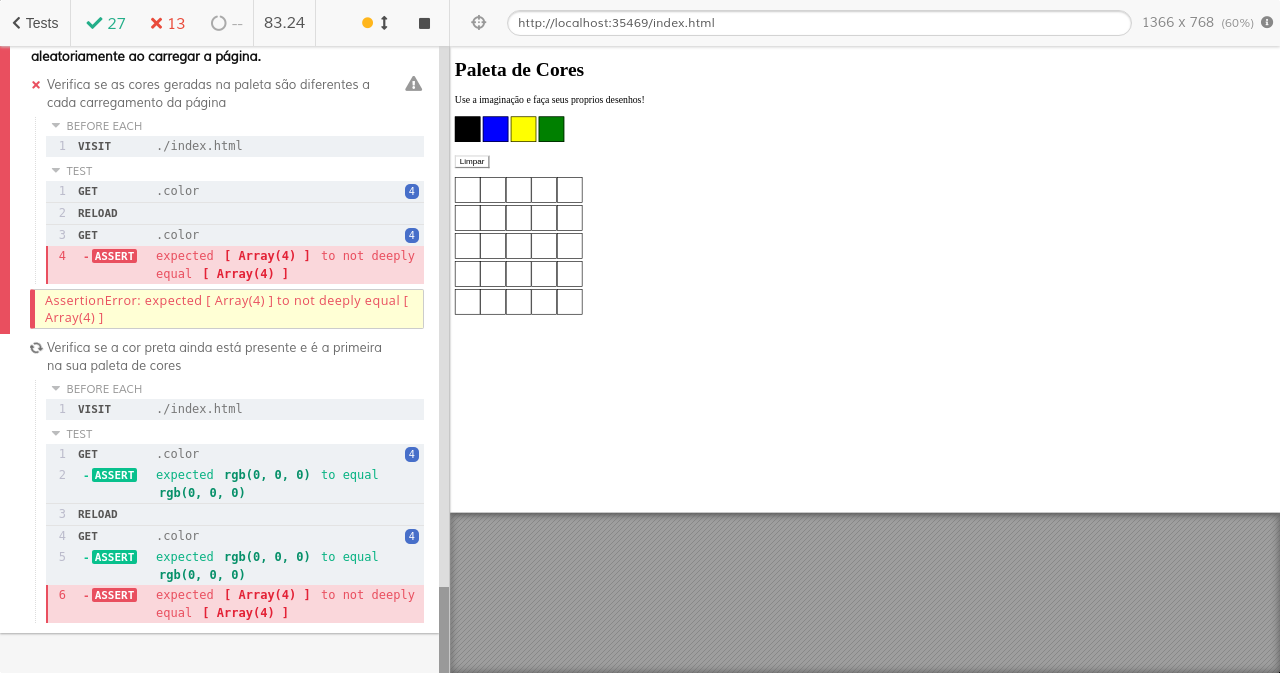 Tests
27
13
--
83.24
http://localhost:35469/index.html
1366 x 768 (60%)
aleatoriamente ao carregar a página.
Verifica se as cores geradas na paleta são diferentes a
cada carregamento da página
BEFORE EACH
1 VISIT ./index.html
TEST
1 GET .color 4
2 RELOAD
3 GET .color 4
4 -ASSERT expected [ Array(4) ] to not deeply
equal [ Array(4) ]
AssertionError: expected [ Array(4) ] to not deeply equal [
Array(4) ]
Verifica se a cor preta ainda está presente e é a primeira
na sua paleta de cores
BEFORE EACH
1 VISIT ./index.html
TEST
1 GET .color 4
2 -ASSERT expected rgb(0, 0, 0) to equal
rgb(0, 0, 0)
3 RELOAD
4 GET .color 4
5 -ASSERT expected rgb(0, 0, 0) to equal
rgb(0, 0, 0)
6 -ASSERT expected [ Array(4) ] to not deeply
equal [ Array(4) ]
Paleta de Cores
Use a imaginação e faça seus proprios desenhos!
Limpar